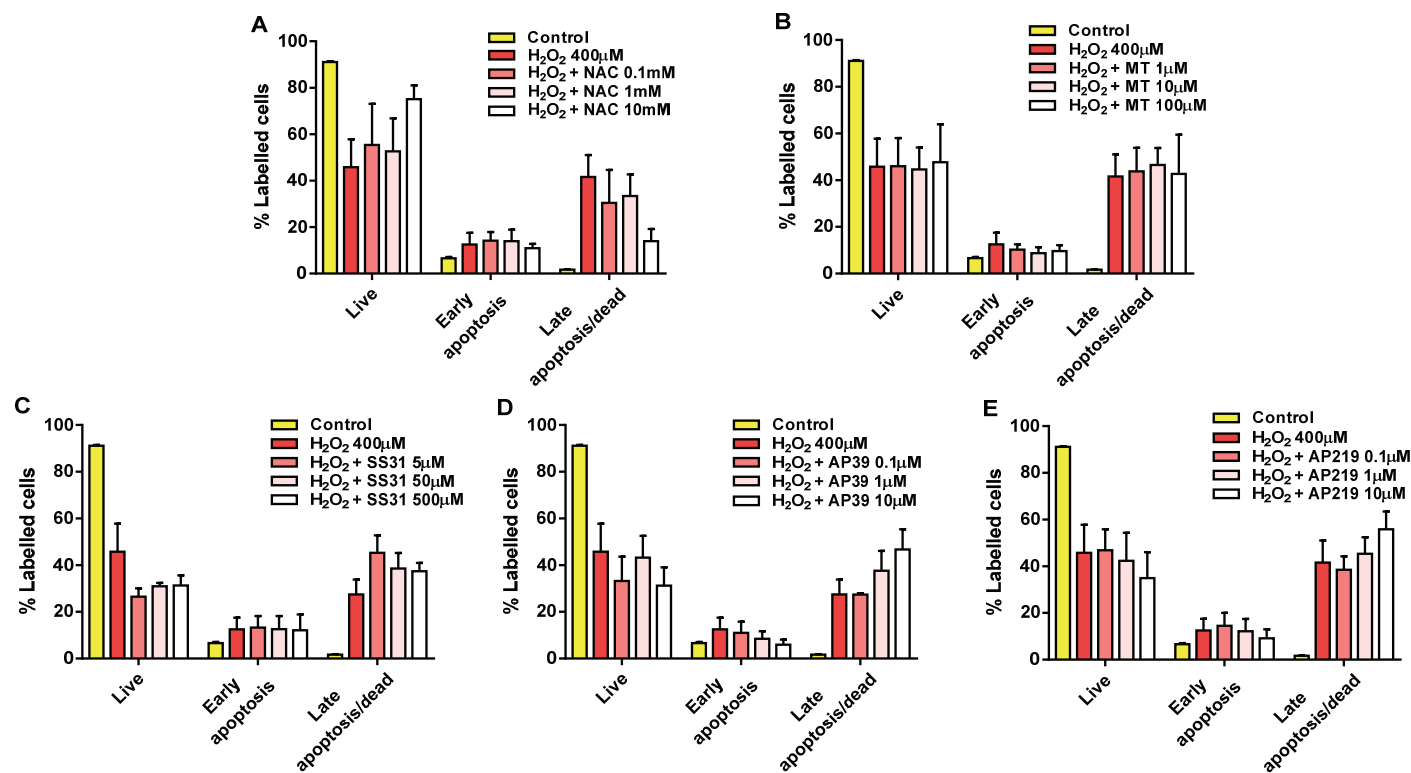 A
Control
H₂O₂ 400μM
H₂O₂ + NAC 0.1mM
H₂O₂ + NAC 1mM
H₂O₂ + NAC 10mM
% Labelled cells
100
80
60
40
20
0
Live
Early
apoptosis
Late
apoptosis/dead
B
Control
H₂O₂ 400μM
H₂O₂ + MT 1μM
H₂O₂ + MT 10μM
H₂O₂ + MT 100μM
% Labelled cells
100
80
60
40
20
0
Live
Early
apoptosis
Late
apoptosis/dead
C
Control
H₂O₂ 400μM
H₂O₂ + SS31 5μM
H₂O₂ + SS31 50μM
H₂O₂ + SS31 500μM
% Labelled cells
100
80
60
40
20
0
Live
Early
apoptosis
Late
apoptosis/dead
D
Control
H₂O₂ 400μM
H₂O₂ + AP39 0.1μM
H₂O₂ + AP39 1μM
H₂O₂ + AP39 10μM
% Labelled cells
100
80
60
40
20
0
Live
Early
apoptosis
Late
apoptosis/dead
E
Control
H₂O₂ 400μM
H₂O₂ + AP219 0.1μM
H₂O₂ + AP219 1μM
H₂O₂ + AP219 10μM
% Labelled cells
100
80
60
40
20
0
Live
Early
apoptosis
Late
apoptosis/dead